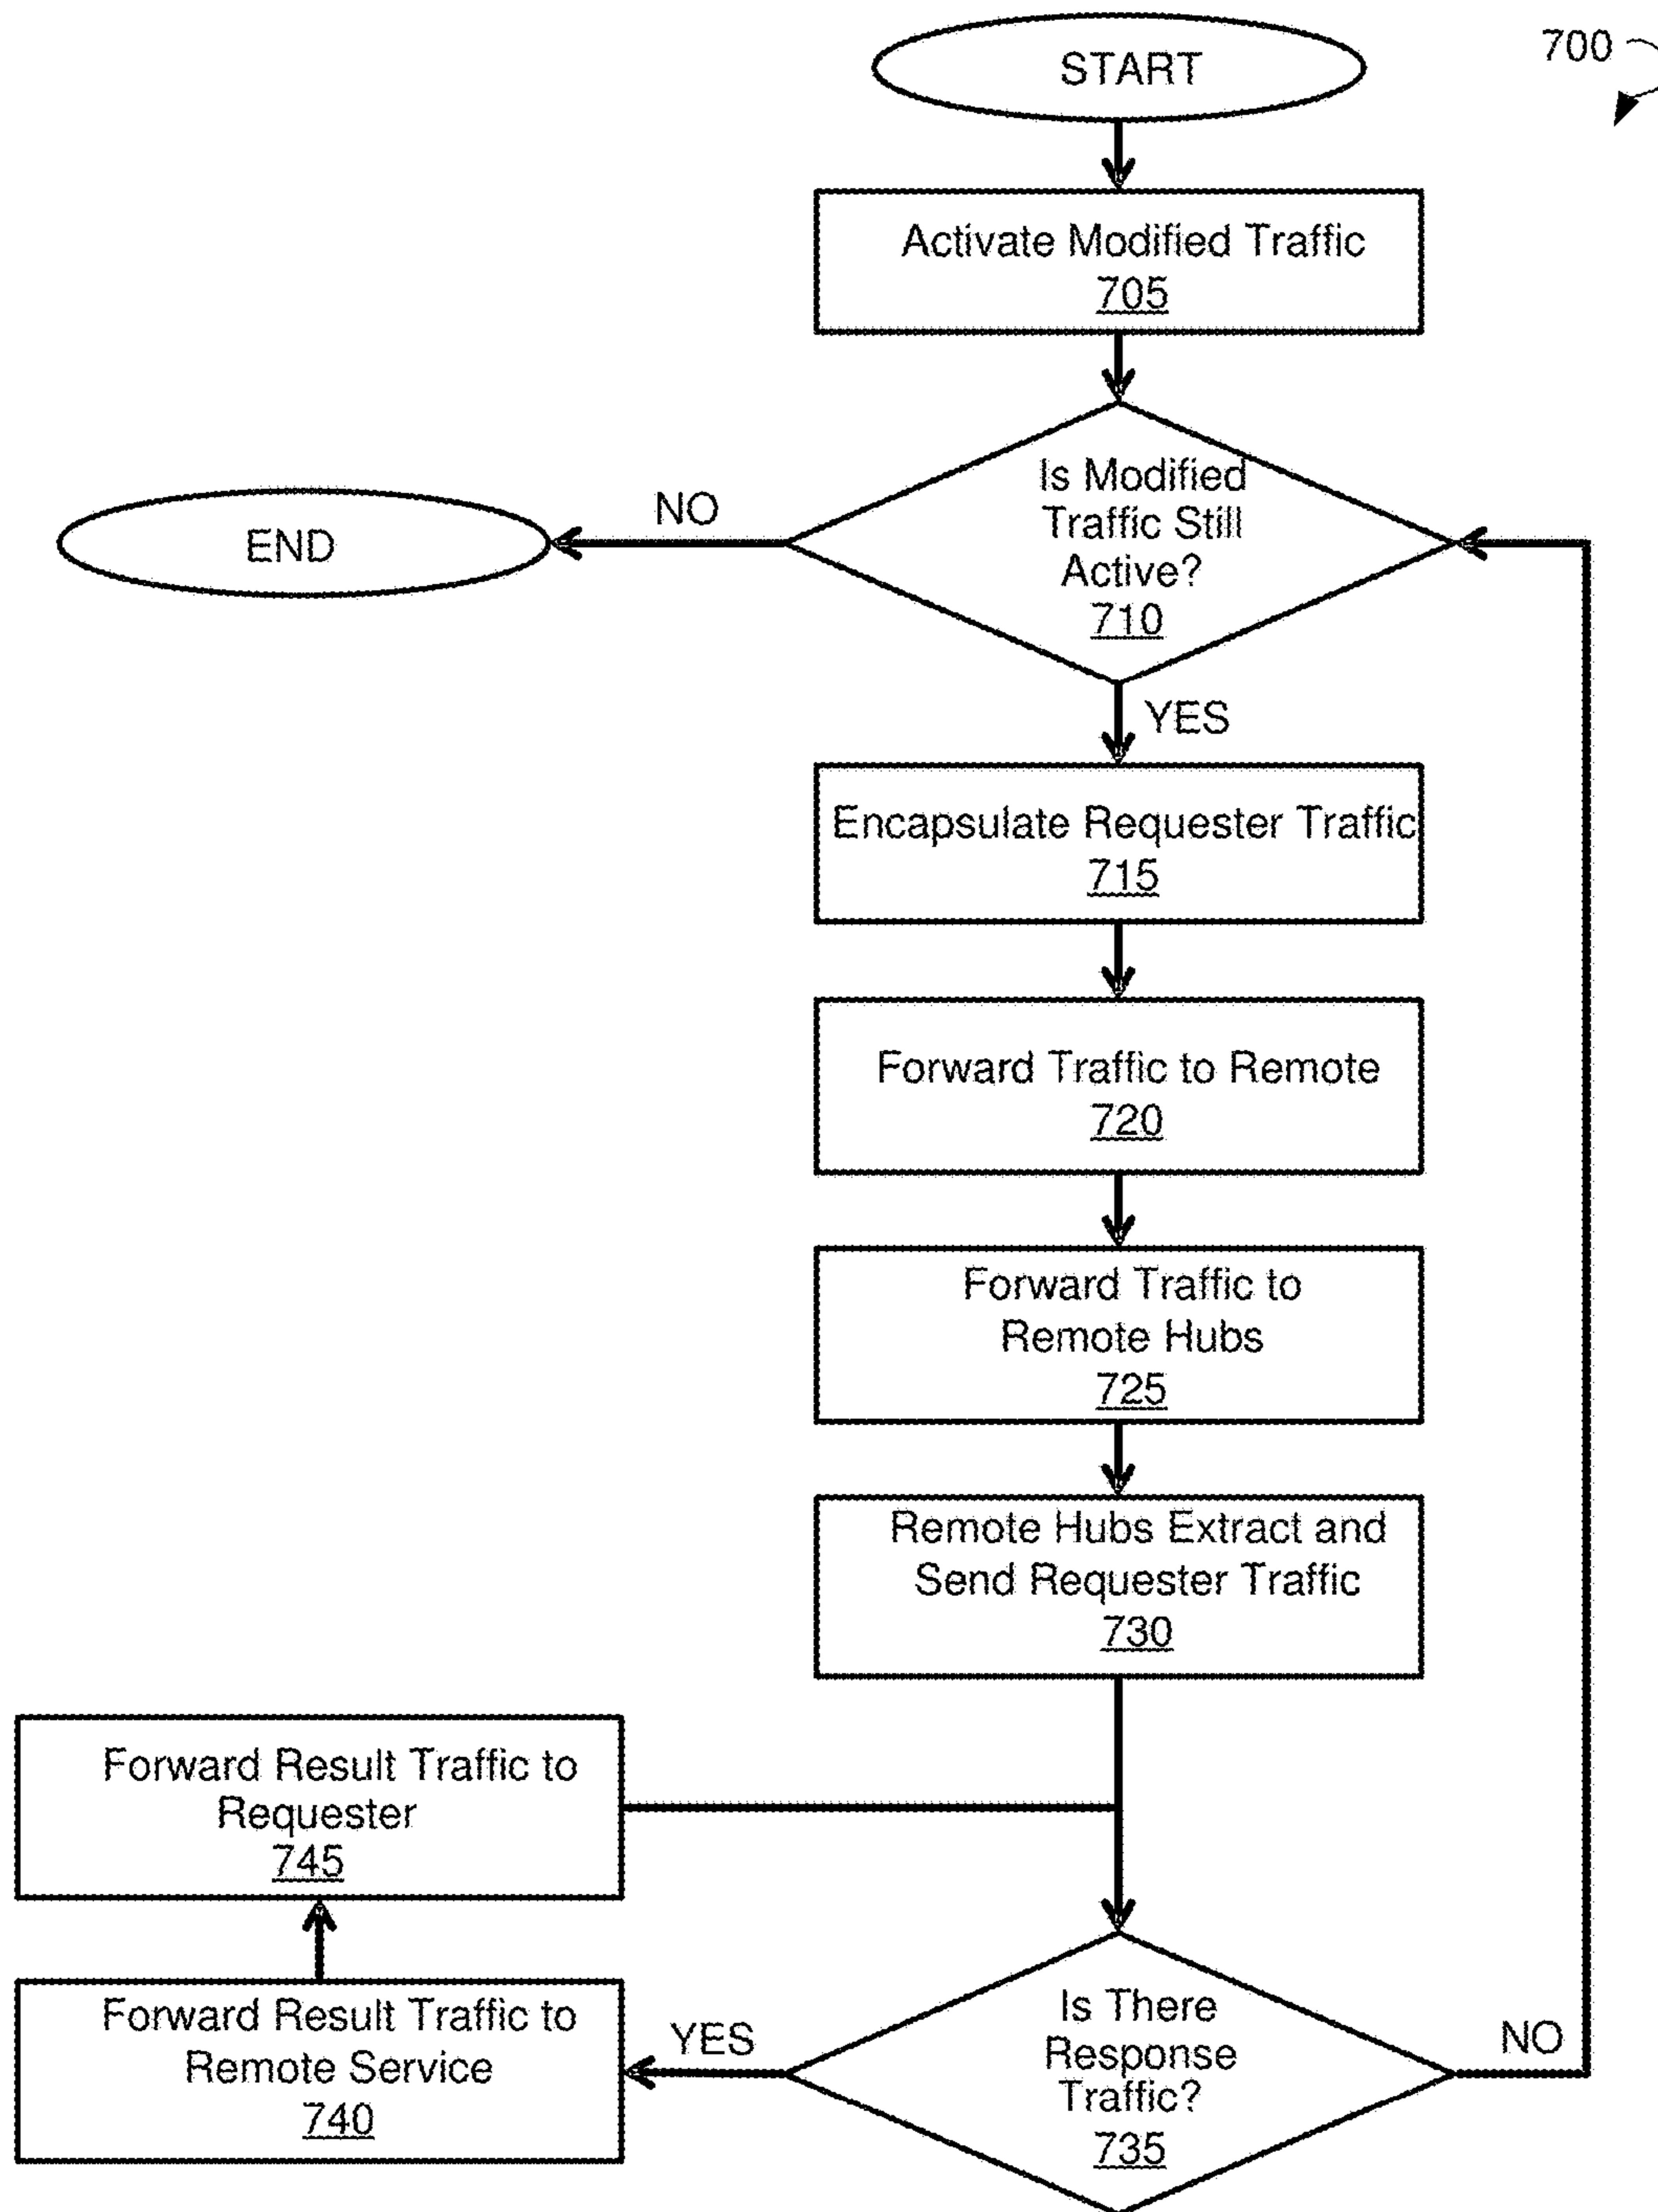 700
START
Activate Modified Traffic
705
Is Modified
Traffic Still
Active?
710
NO
END
YES
Encapsulate Requester Traffic
715
Forward Traffic to Remote
720
Forward Traffic to
Remote Hubs
725
Remote Hubs Extract and
Send Requester Traffic
730
Forward Result Traffic to
Requester
745
Forward Result Traffic to
Remote Service
740
YES
Is There
Response
Traffic?
735
NO